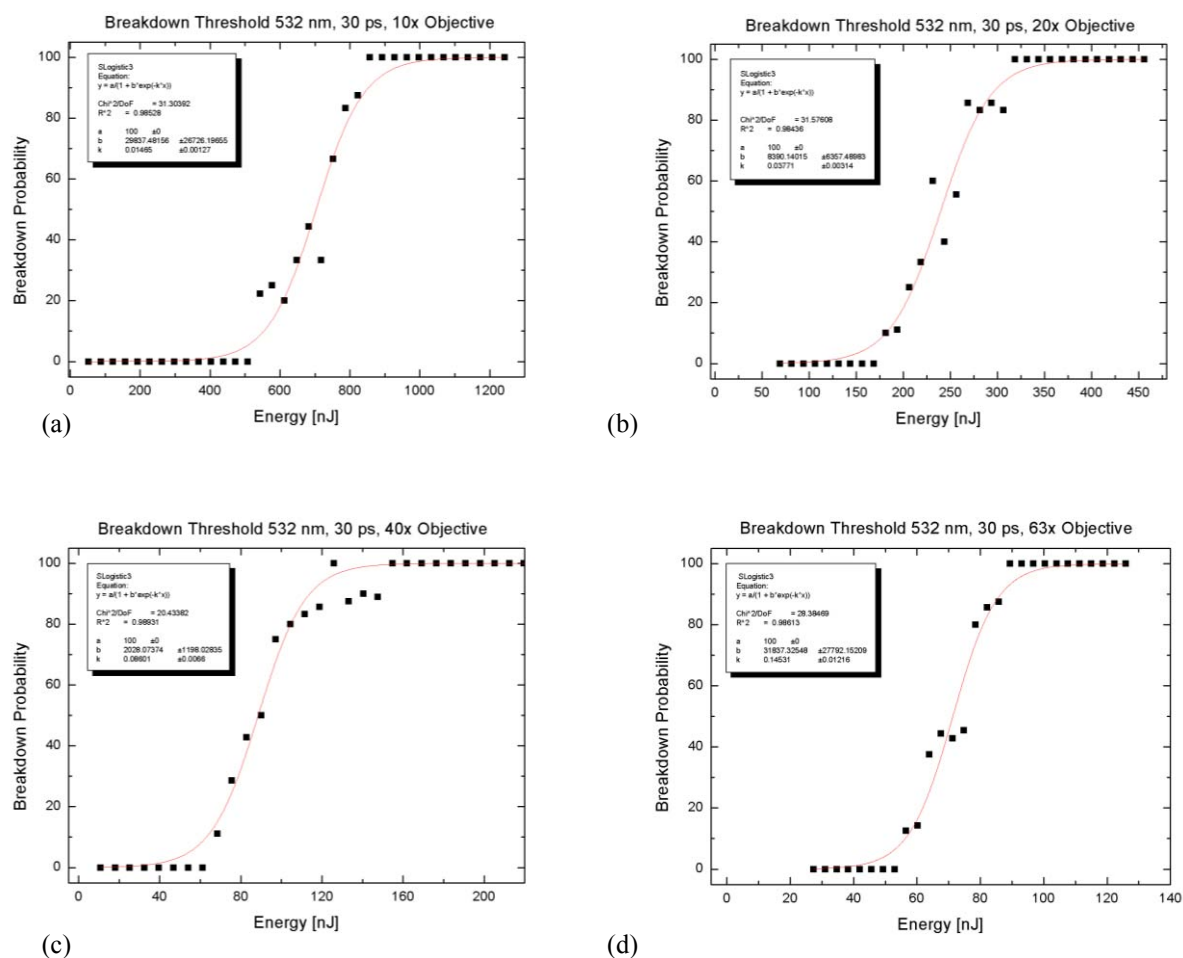 Breakdown Threshold 532 nm, 30 ps, 10x Objective
SLogistic3
Equation:
y = a/(1 + b*exp(-k*x))
Chi^2/DoF = 31.30392
R^2 = 0.98528
a 100 ±0
b 29837.48156 ±26726.19655
k 0.01465 ±0.00127
Breakdown Probability
100
80
60
40
20
0
0 200 400 600 800 1000 1200
Energy [nJ]
(a)
Breakdown Threshold 532 nm, 30 ps, 20x Objective
SLogistic3
Equation:
y = a/(1 + b*exp(-k*x))
Chi^2/DoF = 31.57608
R^2 = 0.98436
a 100 ±0
b 8390.14015 ±6357.48983
k 0.03771 ±0.00314
Breakdown Probability
100
80
60
40
20
0
0 50 100 150 200 250 300 350 400 450
Energy [nJ]
(b)
Breakdown Threshold 532 nm, 30 ps, 40x Objective
SLogistic3
Equation:
y = a/(1 + b*exp(-k*x))
Chi^2/DoF = 20.43382
R^2 = 0.98931
a 100 ±0
b 2028.07374 ±1198.02835
k 0.08601 ±0.0066
Breakdown Probability
100
80
60
40
20
0
0 40 80 120 160 200
Energy [nJ]
(c)
Breakdown Threshold 532 nm, 30 ps, 63x Objective
SLogistic3
Equation:
y = a/(1 + b*exp(-k*x))
Chi^2/DoF = 28.38469
R^2 = 0.98613
a 100 ±0
b 31837.32548 ±27792.15209
k 0.14531 ±0.01216
Breakdown Probability
100
80
60
40
20
0
0 20 40 60 80 100 120 140
Energy [nJ]
(d)